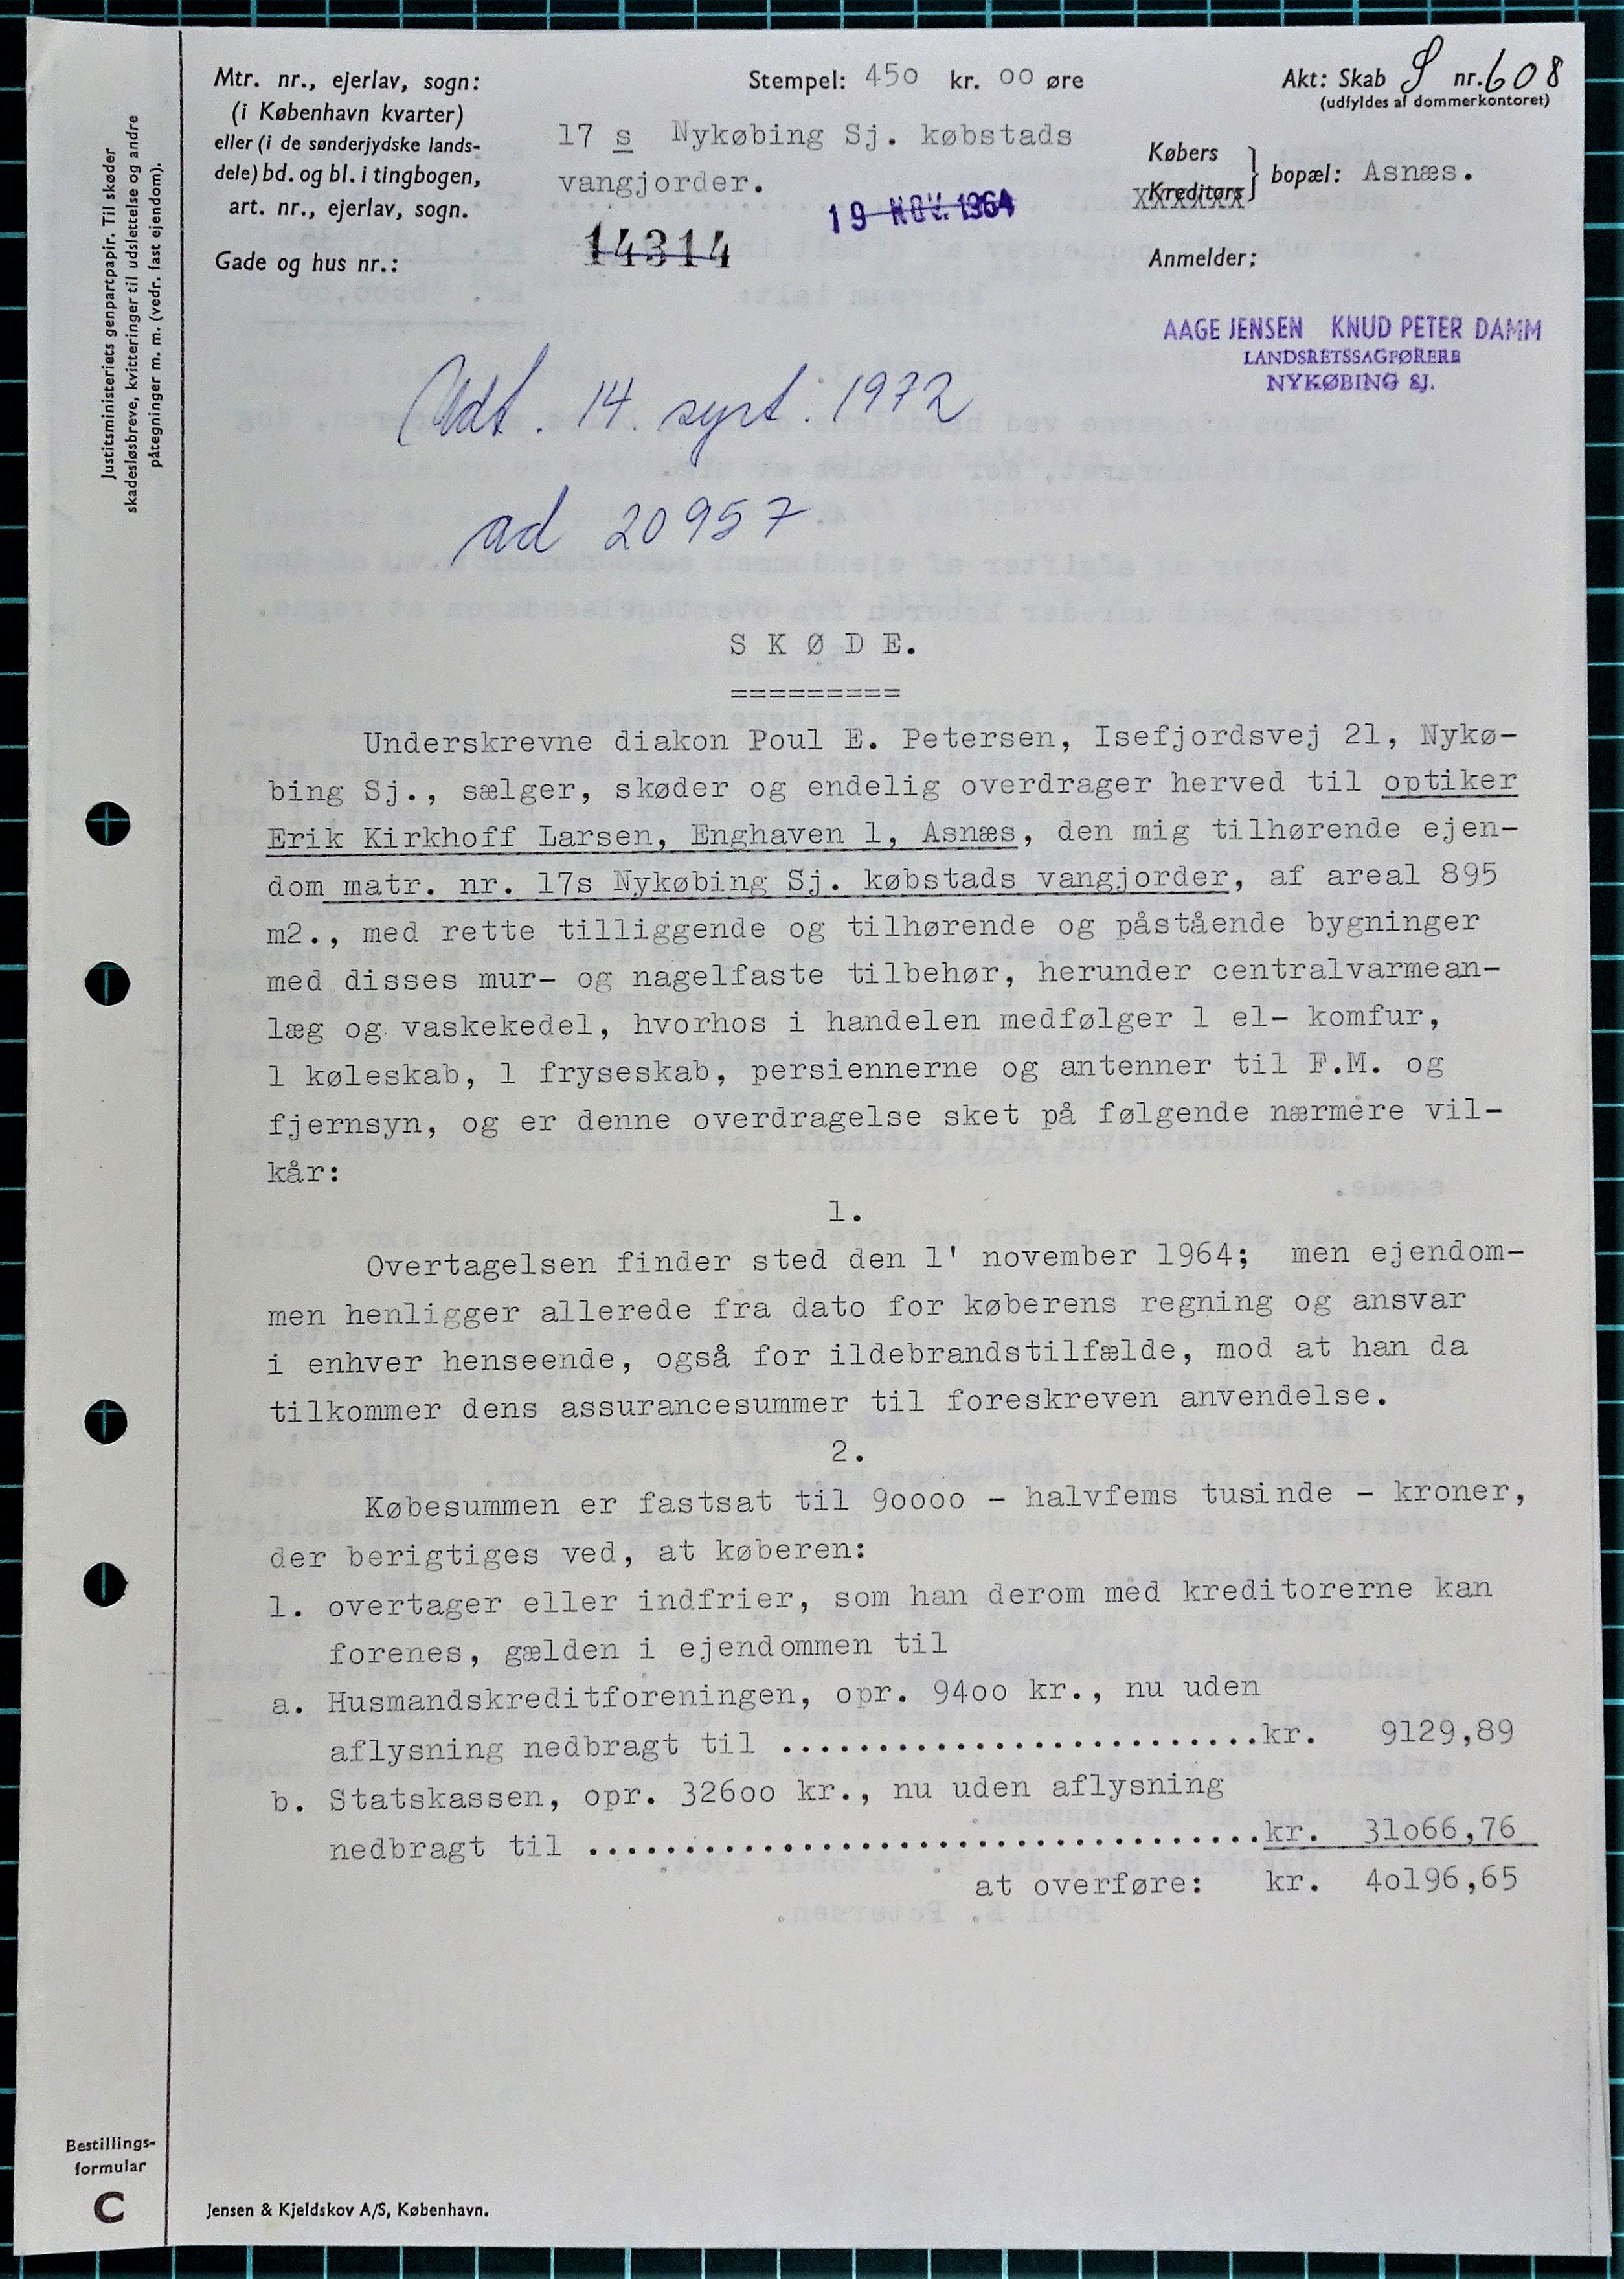 Justitsministeriets genpartpapir. Til skøder
skadesløsbreve, kvitteringer til udslettelse og andre
påtegninger m. m. (vedr. fast ejendom).
Mtr. nr., ejerlav, sogn:
(i København kvarter)
eller (i de sønderjydske lands-
dele) bd. og bl. i tingbogen,
art. nr., ejerlav, sogn.
Gade og hus nr.:
Stempel: 450 kr. 00 øre
17 s Nykøbing Sj. købstads
vangjorder.
19 NOV. 1964
14314
Akt: Skab nr. 608
(udfyldes af dommerkontoret)
Købers
Kreditors
bopæl: Asnæs.
Anmelder:
AAGE JENSEN KNUD PETER DAMM
LANDSRETSSAGFØRERE
NYKØBING SJ.
Udt. 14. sept. 1972
ad 20957
S K Ø D E.
=========
Underskrevne diakon Poul E. Petersen, Isefjordsvej 21, Nykø-
bing Sj., sælger, skøder og endelig overdrager herved til optiker
Erik Kirkhoff Larsen, Enghaven 1, Asnæs, den mig tilhørende ejen-
dom matr. nr. 17s Nykøbing Sj. købstads vangjorder, af areal 895
m2., med rette tilliggende og tilhørende og påstående bygninger
med disses mur- og nagelfaste tilbehør, herunder centralvarmean-
læg og vaskekedel, hvorhos i handelen medfølger 1 el- komfur,
1 køleskab, 1 fryseskab, persiennerne og antenner til F.M. og
fjernsyn, og er denne overdragelse sket på følgende nærmere vil-
kår:
1.
Overtagelsen finder sted den 1' november 1964; men ejendom-
men henligger allerede fra dato for køberens regning og ansvar
i enhver henseende, også for ildebrandstilfælde, mod at han da
tilkommer dens assurancesummer til foreskreven anvendelse.
2.
Købesummen er fastsat til 90000 - halvfems tusinde - kroner,
der berigtiges ved, at køberen:
1. overtager eller indfrier, som han derom med kreditorerne kan
forenes, gælden i ejendommen til
a. Husmandskreditforeningen, opr. 9400 kr., nu uden
aflysning nedbragt til ..........................kr. 9129,89
b. Statskassen, opr. 32600 kr., nu uden aflysning
nedbragt til ....................................kr. 31066,76
at overføre: kr. 40196,65
Bestillings-
formular
C
Jensen & Kjeldskov A/S, København.